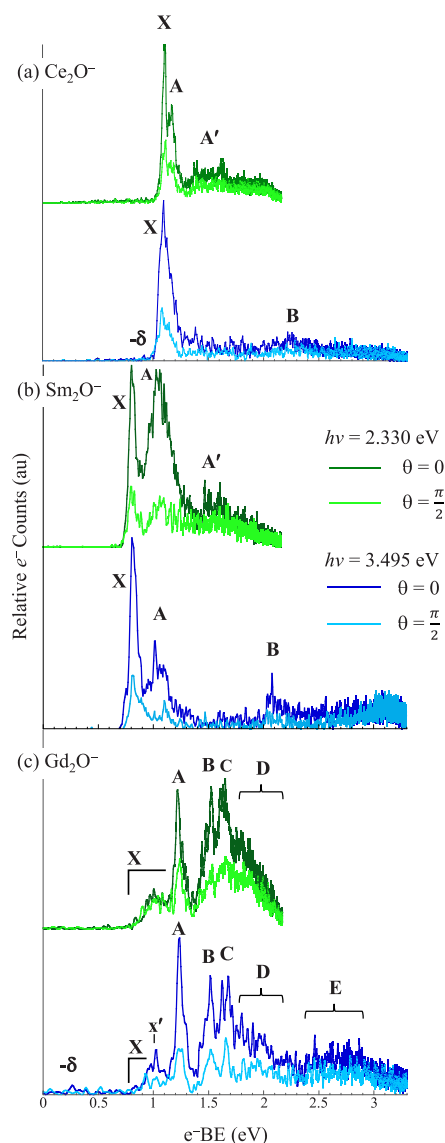 X
(a) Ce₂O⁻
A
A′
X
B
-δ
(b) Sm₂O⁻
A
X
hν = 2.330 eV
A′
θ = 0
θ = π/2
hν = 3.495 eV
X
θ = 0
A
θ = π/2
B
(c) Gd₂O⁻
A
B C
D
X
A
B C
D
E
x′
X
-δ
0 0.5 1 1.5 2 2.5 3
e⁻BE (eV)
Relative e⁻ Counts (au)